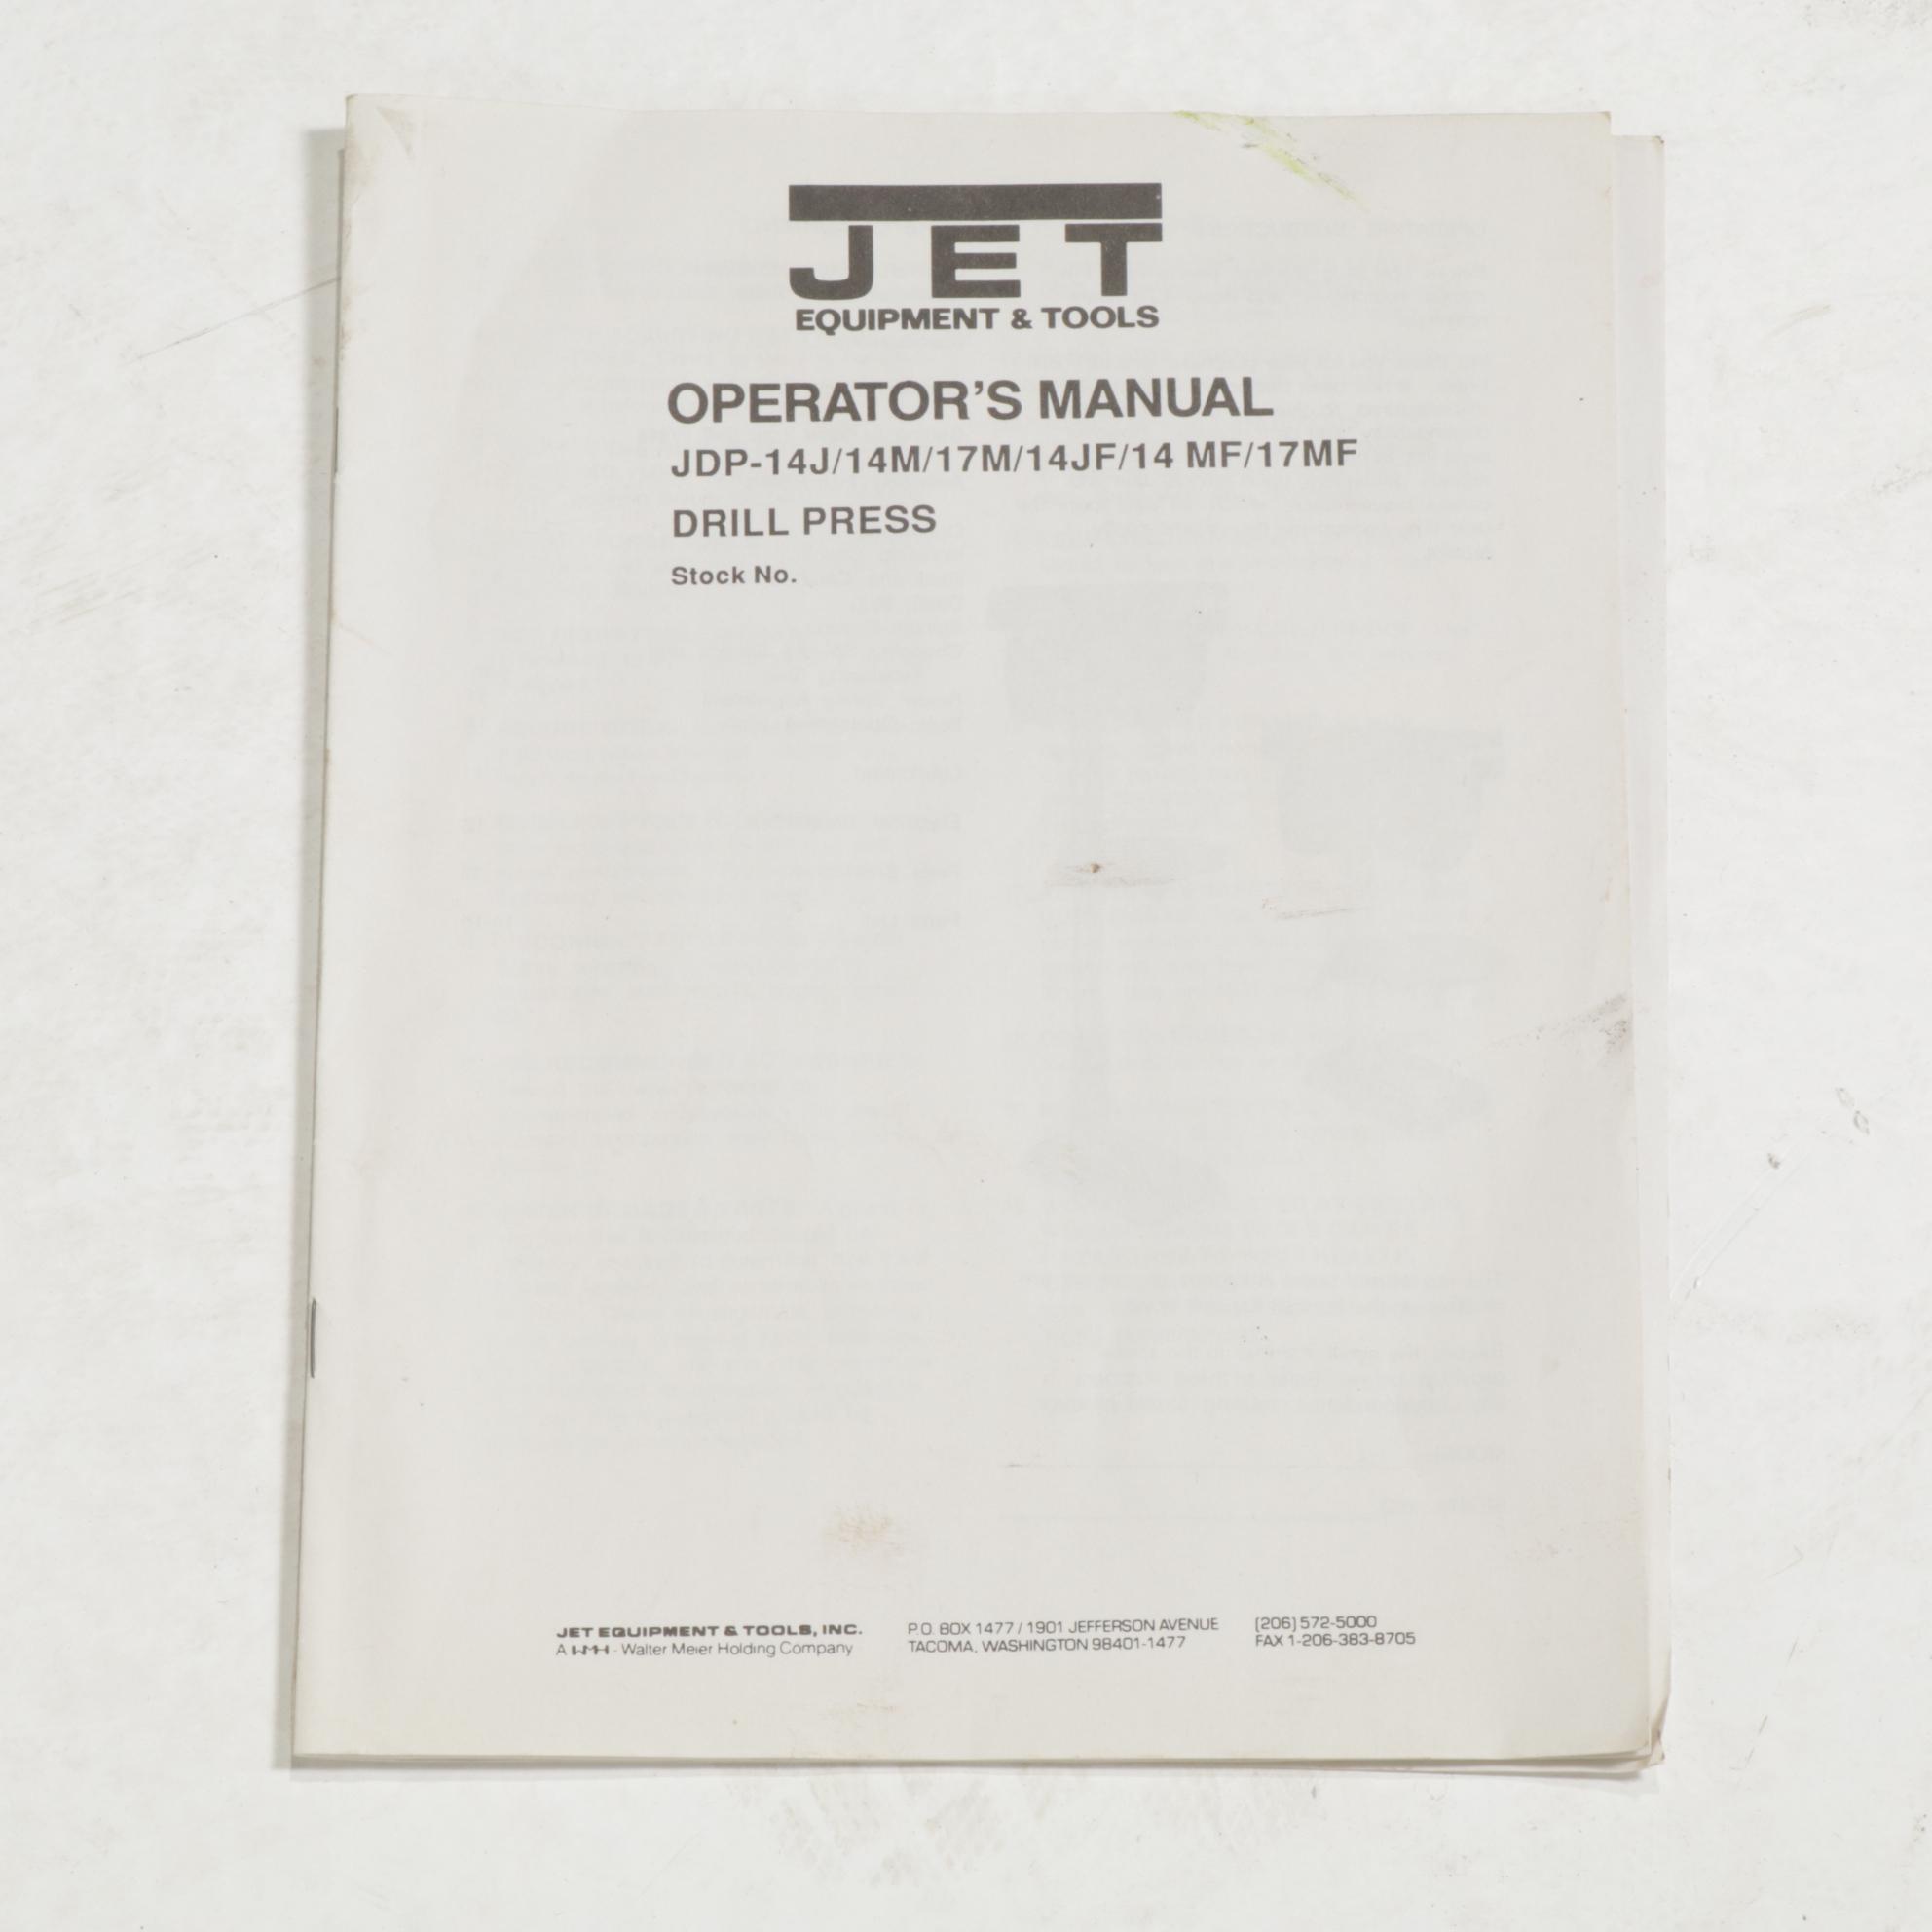 JET
EQUIPMENT & TOOLS
OPERATOR'S MANUAL
JDP-14J/14M/17M/14JF/14 MF/17MF
DRILL PRESS
Stock No.
JET EQUIPMENT & TOOLS, INC.
A WMH - Walter Meier Holding Company
P.O. BOX 1477 / 1901 JEFFERSON AVENUE
TACOMA, WASHINGTON 98401-1477
(206) 572-5000
FAX 1-206-383-8705